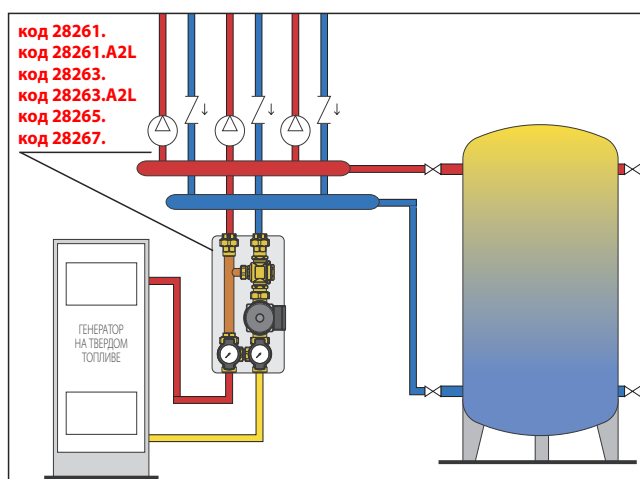 код 28261.
код 28261.A2L
код 28263.
код 28263.A2L
код 28265.
код 28267.
ГЕНЕРАТОР
НА ТВЕРДОМ
ТОПЛИВЕ